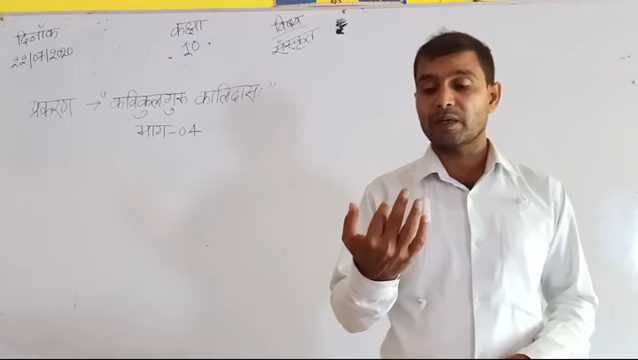 दिनाँक कक्षा विषय
22/07/2020 10 संस्कृत
प्रकरण → "कविकुलगुरू कालिदासः"
भाग-04